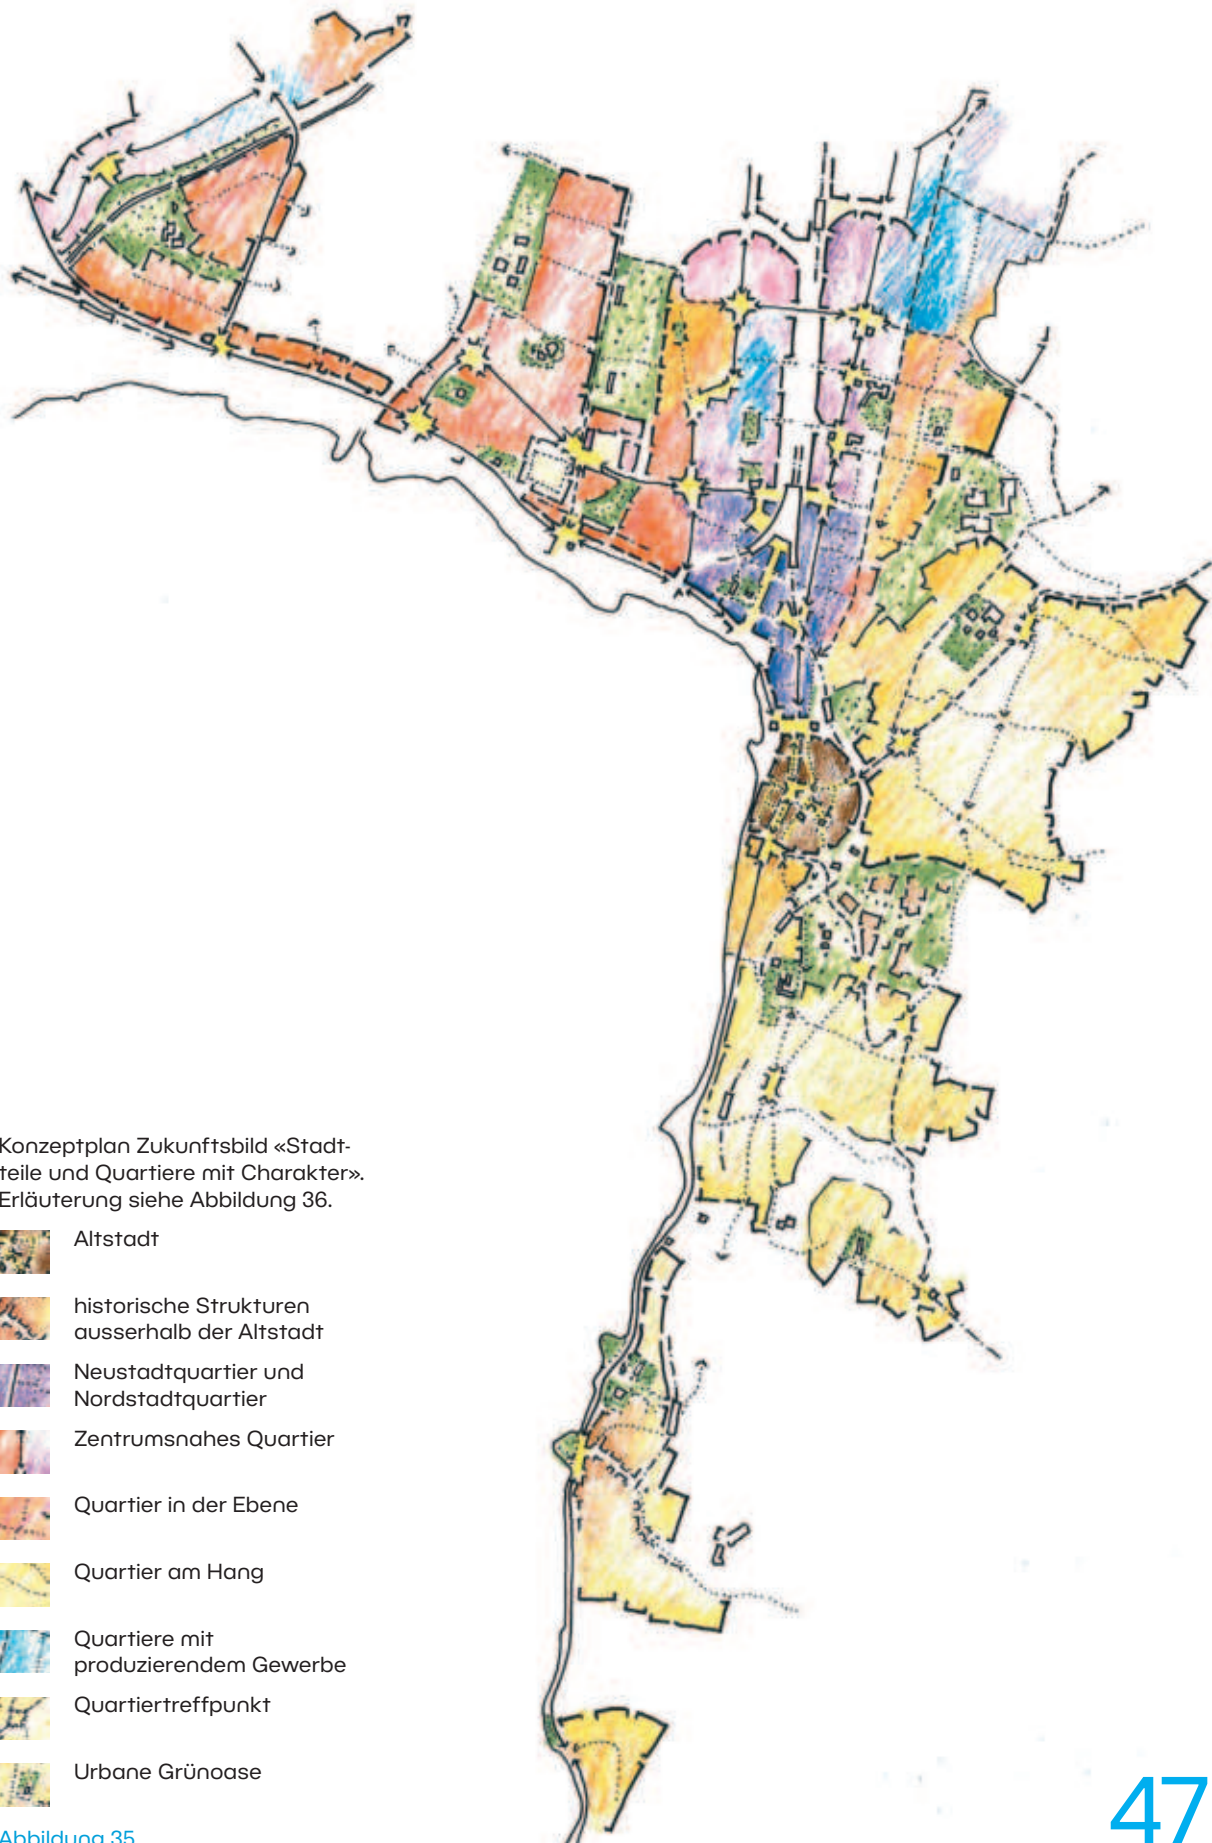 Konzeptplan Zukunftsbild «Stadt-
teile und Quartiere mit Charakter».
Erläuterung siehe Abbildung 36.
Altstadt
historische Strukturen
ausserhalb der Altstadt
Neustadtquartier und
Nordstadtquartier
Zentrumsnahes Quartier
Quartier in der Ebene
Quartier am Hang
Quartiere mit
produzierendem Gewerbe
Quartiertreffpunkt
Urbane Grünoase
Abbildung 35
47